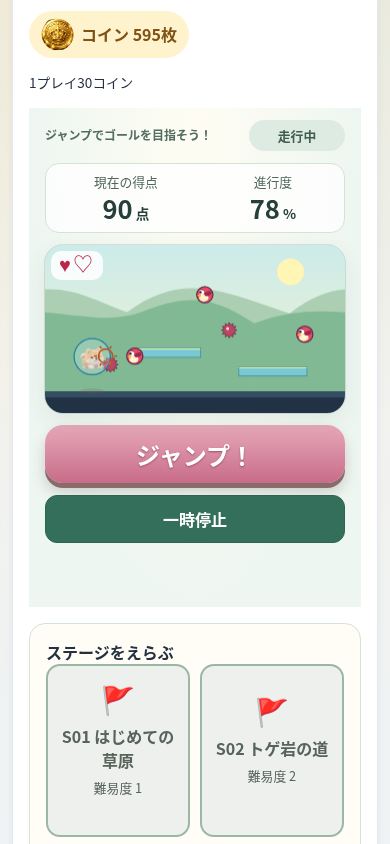 コイン 595枚
1プレイ30コイン
ジャンプでゴールを目指そう！
走行中
現在の得点
進行度
90 点
78 %
♥♡
ジャンプ！
一時停止
ステージをえらぶ
S01 はじめての
草原
難易度 1
S02 トゲ岩の道
難易度 2